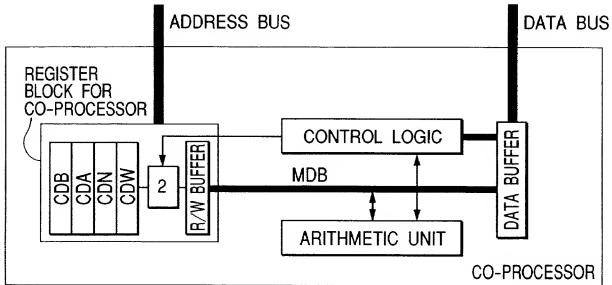 ADDRESS BUS
DATA BUS
REGISTER
BLOCK FOR
CO-PROCESSOR
CONTROL LOGIC
MDB
CDB
CDA
CDN
CDW
2
R/W BUFFER
DATA BUFFER
ARITHMETIC UNIT
CO-PROCESSOR